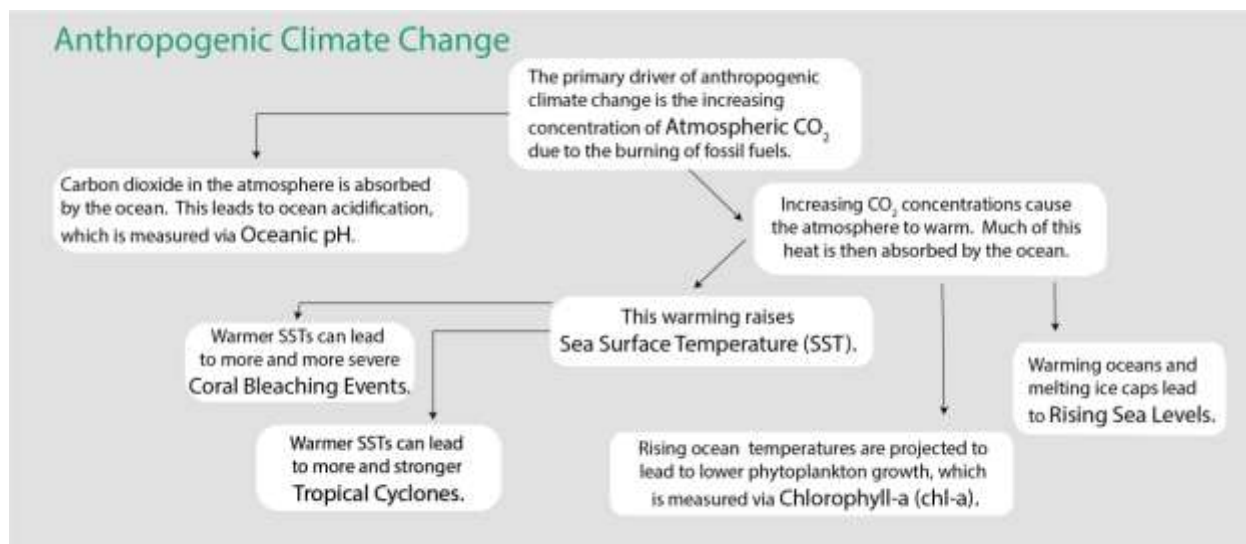 Anthropogenic Climate Change
The primary driver of anthropogenic
climate change is the increasing
concentration of Atmospheric CO₂
due to the burning of fossil fuels.
Carbon dioxide in the atmosphere is absorbed
by the ocean. This leads to ocean acidification,
which is measured via Oceanic pH.
Increasing CO₂ concentrations cause
the atmosphere to warm. Much of this
heat is then absorbed by the ocean.
This warming raises
Sea Surface Temperature (SST).
Warmer SSTs can lead
to more and more severe
Coral Bleaching Events.
Warmer SSTs can lead
to more and stronger
Tropical Cyclones.
Rising ocean temperatures are projected to
lead to lower phytoplankton growth, which
is measured via Chlorophyll-a (chl-a).
Warming oceans and
melting ice caps lead
to Rising Sea Levels.